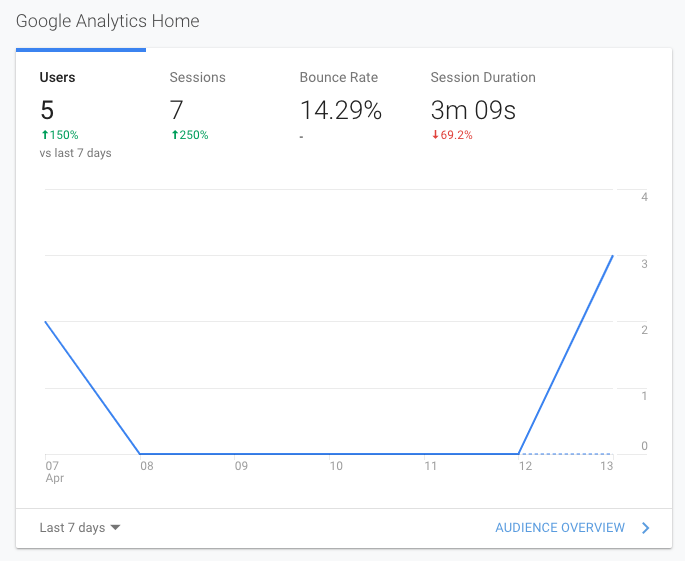 Google Analytics Home
Users
Sessions
Bounce Rate
Session Duration
5
7
14.29%
3m 09s
↑150%
↑250%
-
↓69.2%
vs last 7 days
4
3
2
1
0
07
08
09
10
11
12
13
Apr
Last 7 days
AUDIENCE OVERVIEW